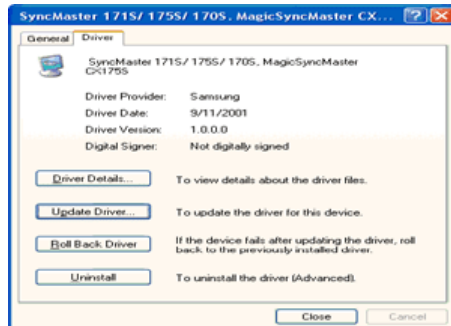 SyncMaster 171S/ 175S/ 170S, MagicSyncMaster CX...
General Driver
SyncMaster 171S/ 175S/ 170S, MagicSyncMaster
CX175S
Driver Provider: Samsung
Driver Date: 9/11/2001
Driver Version: 1.0.0.0
Digital Signer: Not digitally signed
Driver Details... To view details about the driver files.
Update Driver... To update the driver for this device.
Roll Back Driver If the device fails after updating the driver, roll
back to the previously installed driver.
Uninstall To uninstall the driver (Advanced).
Close Cancel